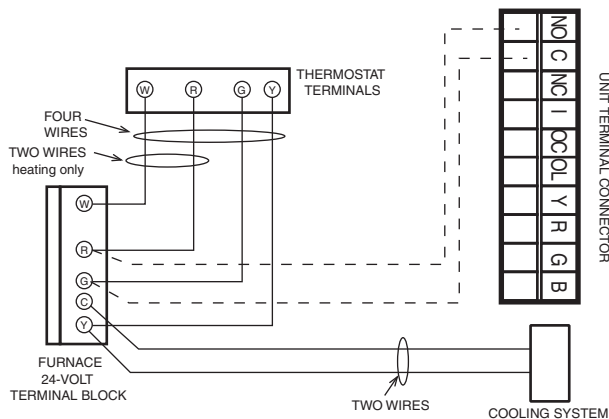 THERMOSTAT
TERMINALS
W
R
G
Y
FOUR
WIRES
TWO WIRES
heating only
W
R
G
C
Y
FURNACE
24-VOLT
TERMINAL BLOCK
TWO WIRES
COOLING SYSTEM
NO
C
NC
I
OC
OL
Y
R
G
B
UNIT TERMINAL CONNECTOR